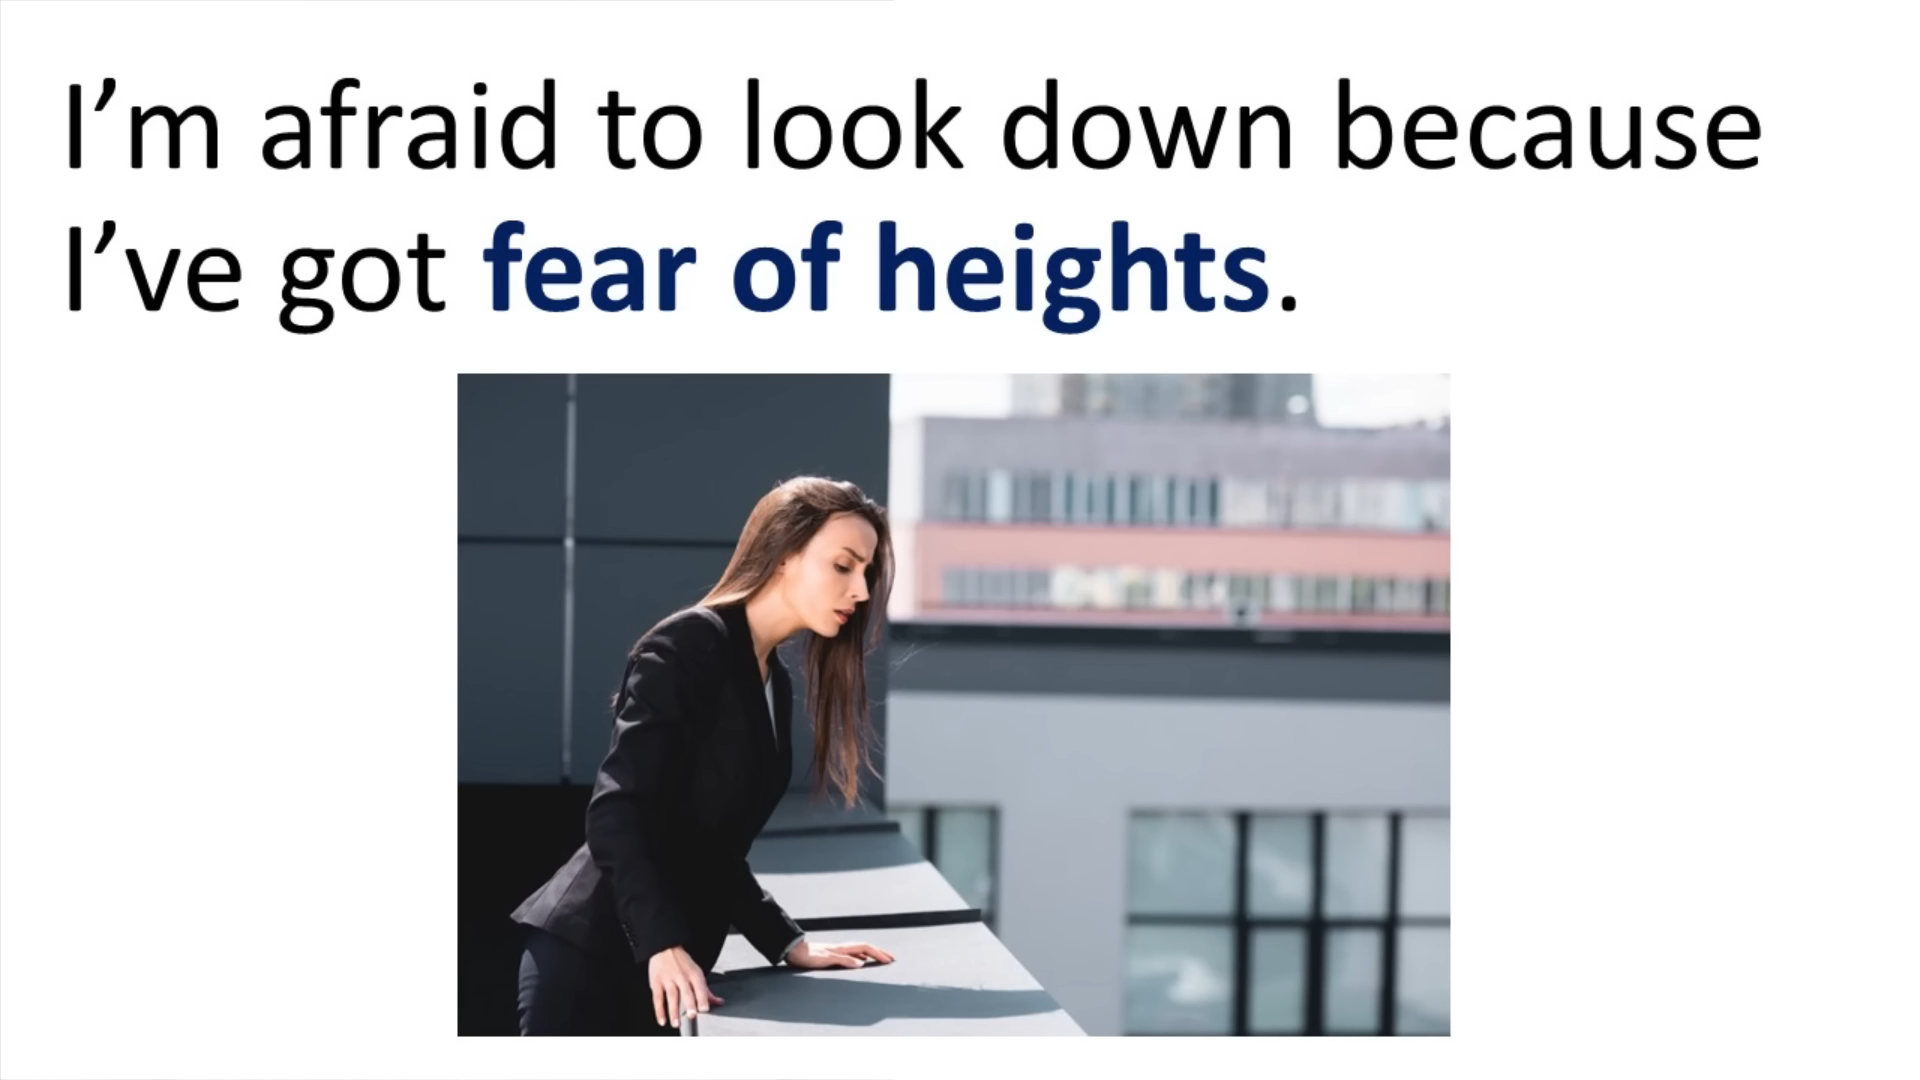 I’m afraid to look down because
I’ve got fear of heights.